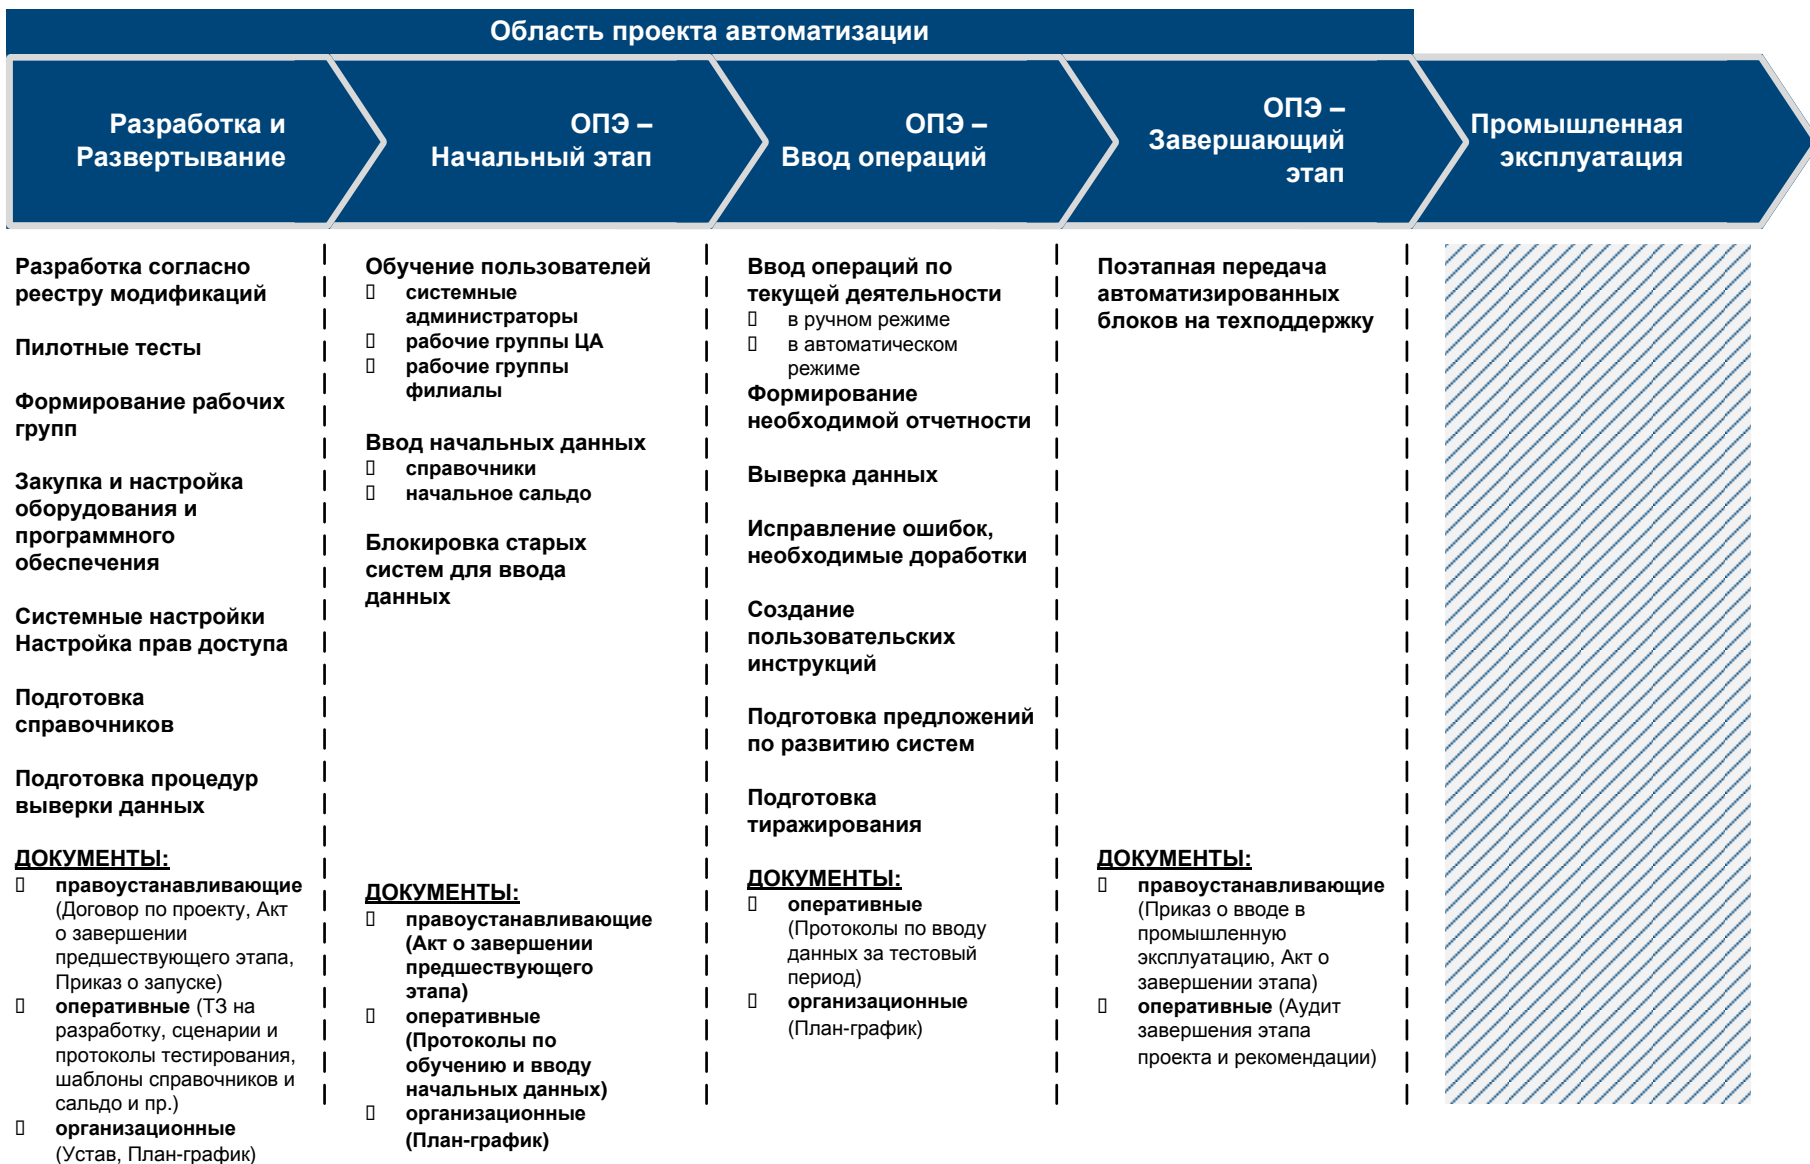 Область проекта автоматизации
Разработка и
Развертывание
ОПЭ –
Начальный этап
ОПЭ –
Ввод операций
ОПЭ –
Завершающий
этап
Промышленная
эксплуатация
Разработка согласно
реестру модификаций
Пилотные тесты
Формирование рабочих
групп
Закупка и настройка
оборудования и
программного
обеспечения
Системные настройки
Настройка прав доступа
Подготовка
справочников
Подготовка процедур
выверки данных
ДОКУМЕНТЫ:
правоустанавливающие
(Договор по проекту, Акт
о завершении
предшествующего этапа,
Приказ о запуске)
оперативные (ТЗ на
разработку, сценарии и
протоколы тестирования,
шаблоны справочников и
сальдо и пр.)
организационные
(Устав, План-график)
Обучение пользователей
системные
администраторы
рабочие группы ЦА
рабочие группы
филиалы
Ввод начальных данных
справочники
начальное сальдо
Блокировка старых
систем для ввода
данных
ДОКУМЕНТЫ:
правоустанавливающие
(Акт о завершении
предшествующего
этапа)
оперативные
(Протоколы по
обучению и вводу
начальных данных)
организационные
(План-график)
Ввод операций по
текущей деятельности
в ручном режиме
в автоматическом
режиме
Формирование
необходимой отчетности
Выверка данных
Исправление ошибок,
необходимые доработки
Создание
пользовательских
инструкций
Подготовка предложений
по развитию систем
Подготовка
тиражирования
ДОКУМЕНТЫ:
оперативные
(Протоколы по вводу
данных за тестовый
период)
организационные
(План-график)
Поэтапная передача
автоматизированных
блоков на техподдержку
ДОКУМЕНТЫ:
правоустанавливающие
(Приказ о вводе в
промышленную
эксплуатацию, Акт о
завершении этапа)
оперативные (Аудит
завершения этапа
проекта и рекомендации)